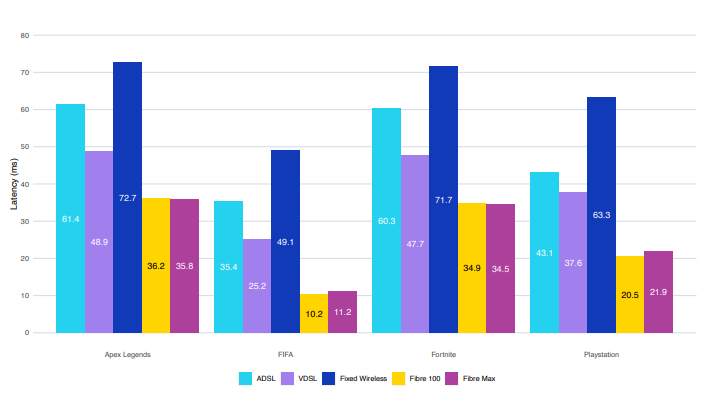 80
70
60
50
40
30
20
10
0
Latency (ms)
61.4 48.9 72.7 36.2 35.8
35.4 25.2 49.1 10.2 11.2
60.3 47.7 71.7 34.9 34.5
43.1 37.6 63.3 20.5 21.9
Apex Legends FIFA Fortnite Playstation
ADSL VDSL Fixed Wireless Fibre 100 Fibre Max